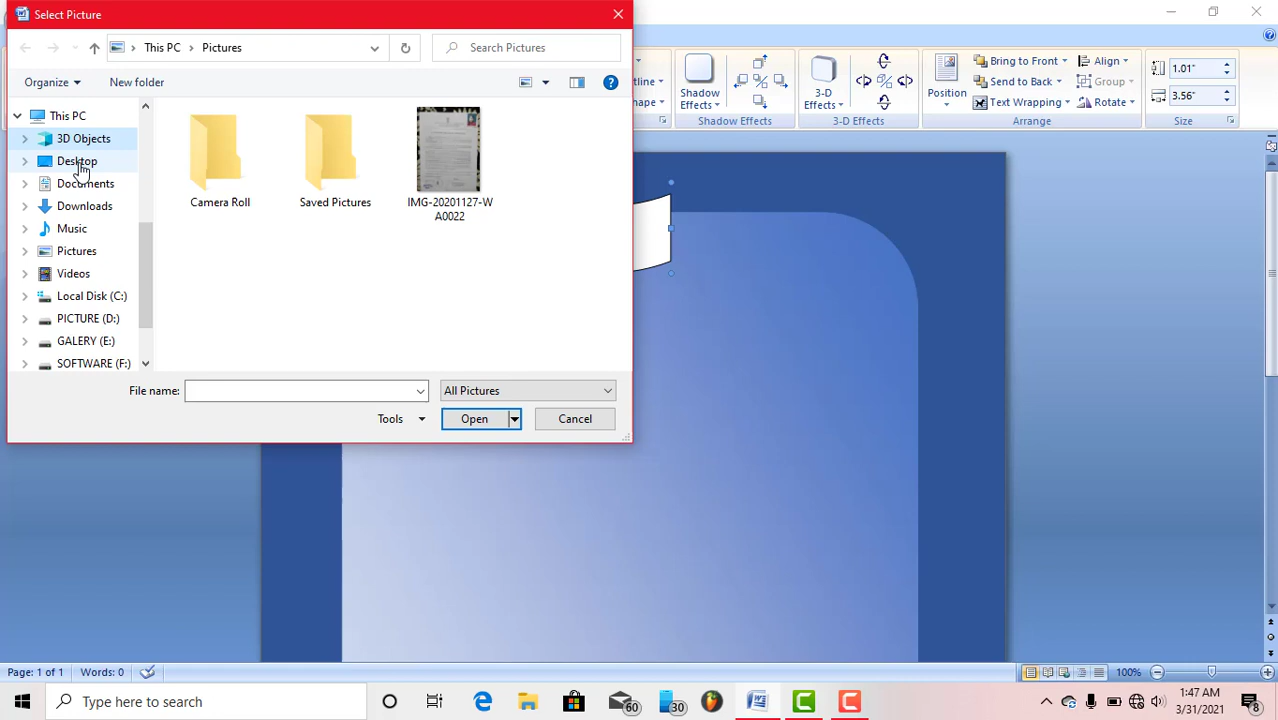 Select Picture
This PC > Pictures
Search Pictures
Organize
New folder
This PC
3D Objects
Desktop
Documents
Downloads
Music
Pictures
Videos
Local Disk (C:)
PICTURE (D:)
GALERY (E:)
SOFTWARE (F:)
Camera Roll
Saved Pictures
IMG-20201127-W
A0022
File name:
All Pictures
Tools
Open
Cancel
Shadow
Effects
Shadow Effects
3-D
Effects
3-D Effects
Position
Bring to Front
Send to Back
Text Wrapping
Align
Group
Rotate
Arrange
1.01"
3.56"
Size
Page: 1 of 1
Words: 0
100%
Type here to search
60
30
1:47 AM
3/31/2021
8